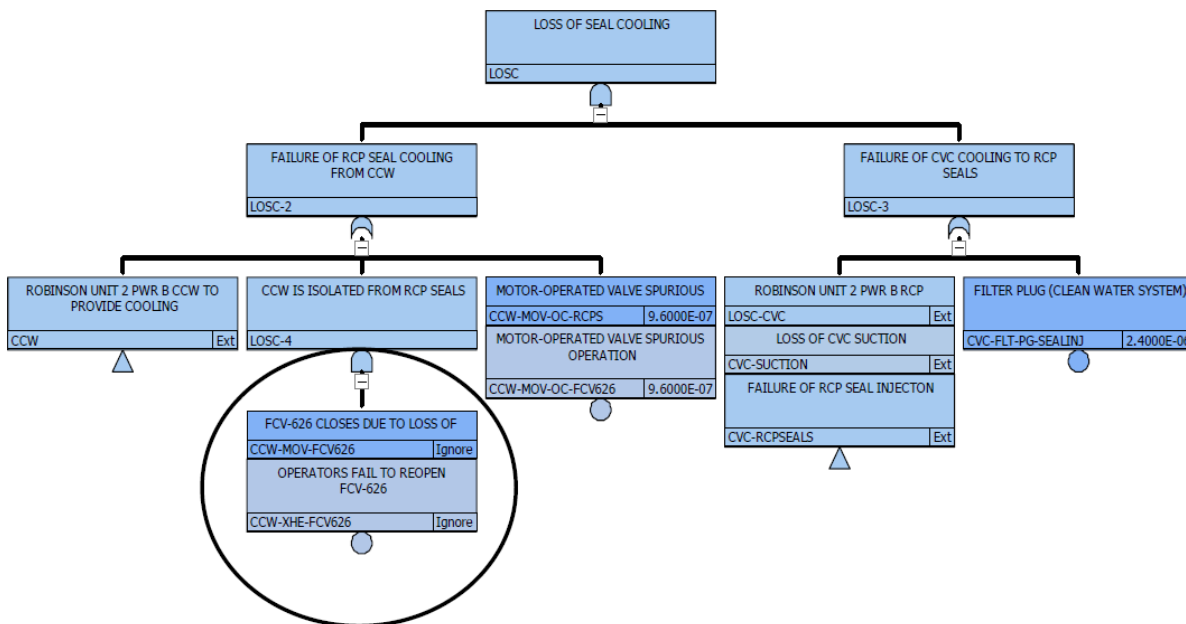 LOSS OF SEAL COOLING
LOSC
FAILURE OF RCP SEAL COOLING
FROM CCW
LOSC-2
FAILURE OF CVC COOLING TO RCP
SEALS
LOSC-3
ROBINSON UNIT 2 PWR B CCW TO
PROVIDE COOLING
CCW Ext
CCW IS ISOLATED FROM RCP SEALS
LOSC-4
MOTOR-OPERATED VALVE SPURIOUS
CCW-MOV-OC-RCPS 9.6000E-07
MOTOR-OPERATED VALVE SPURIOUS
OPERATION
CCW-MOV-OC-FCV626 9.6000E-07
ROBINSON UNIT 2 PWR B RCP
LOSC-CVC Ext
LOSS OF CVC SUCTION
CVC-SUCTION Ext
FAILURE OF RCP SEAL INJECTON
CVC-RCPSEALS Ext
FILTER PLUG (CLEAN WATER SYSTEM)
CVC-FLT-PG-SEALINJ 2.4000E-06
FCV-626 CLOSES DUE TO LOSS OF
CCW-MOV-FCV626 Ignore
OPERATORS FAIL TO REOPEN
FCV-626
CCW-XHE-FCV626 Ignore